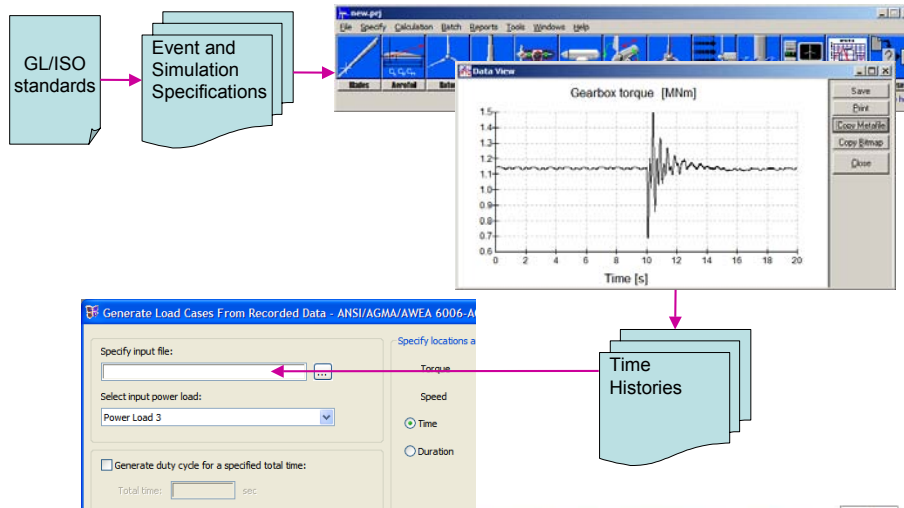 GL/ISO
standards
Event and
Simulation
Specifications
new.prj
File Specify Calculation Batch Reports Tools Windows Help
Blades Aerofoil
Data View
Gearbox torque [MNm]
1.5
1.4
1.3
1.2
1.1
1.0
0.9
0.8
0.7
0.6
0 2 4 6 8 10 12 14 16 18 20
Time [s]
Save
Print
Copy Metafile
Copy Bitmap
Close
Generate Load Cases From Recorded Data - ANSI/AGMA/AWEA 6006-A
Specify input file:
...
Select input power load:
Power Load 3
Generate duty cycle for a specified total time:
Total time: sec
Specify locations a
Torque
Speed
Time
Duration
Time
Histories